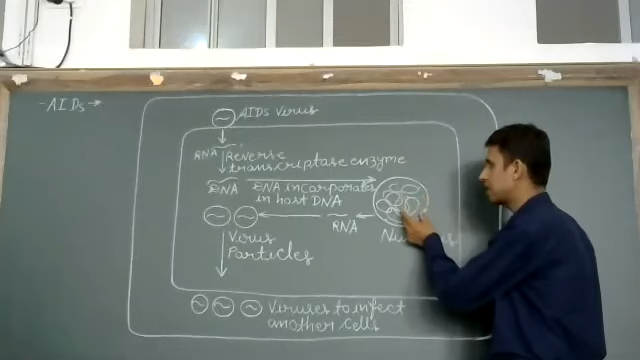 - AIDs →
AIDS virus
RNA
Reverse
transcriptase enzyme
DNA
DNA incorporates
in host DNA
RNA
Virus
Particles
Viruses to infect
another cells